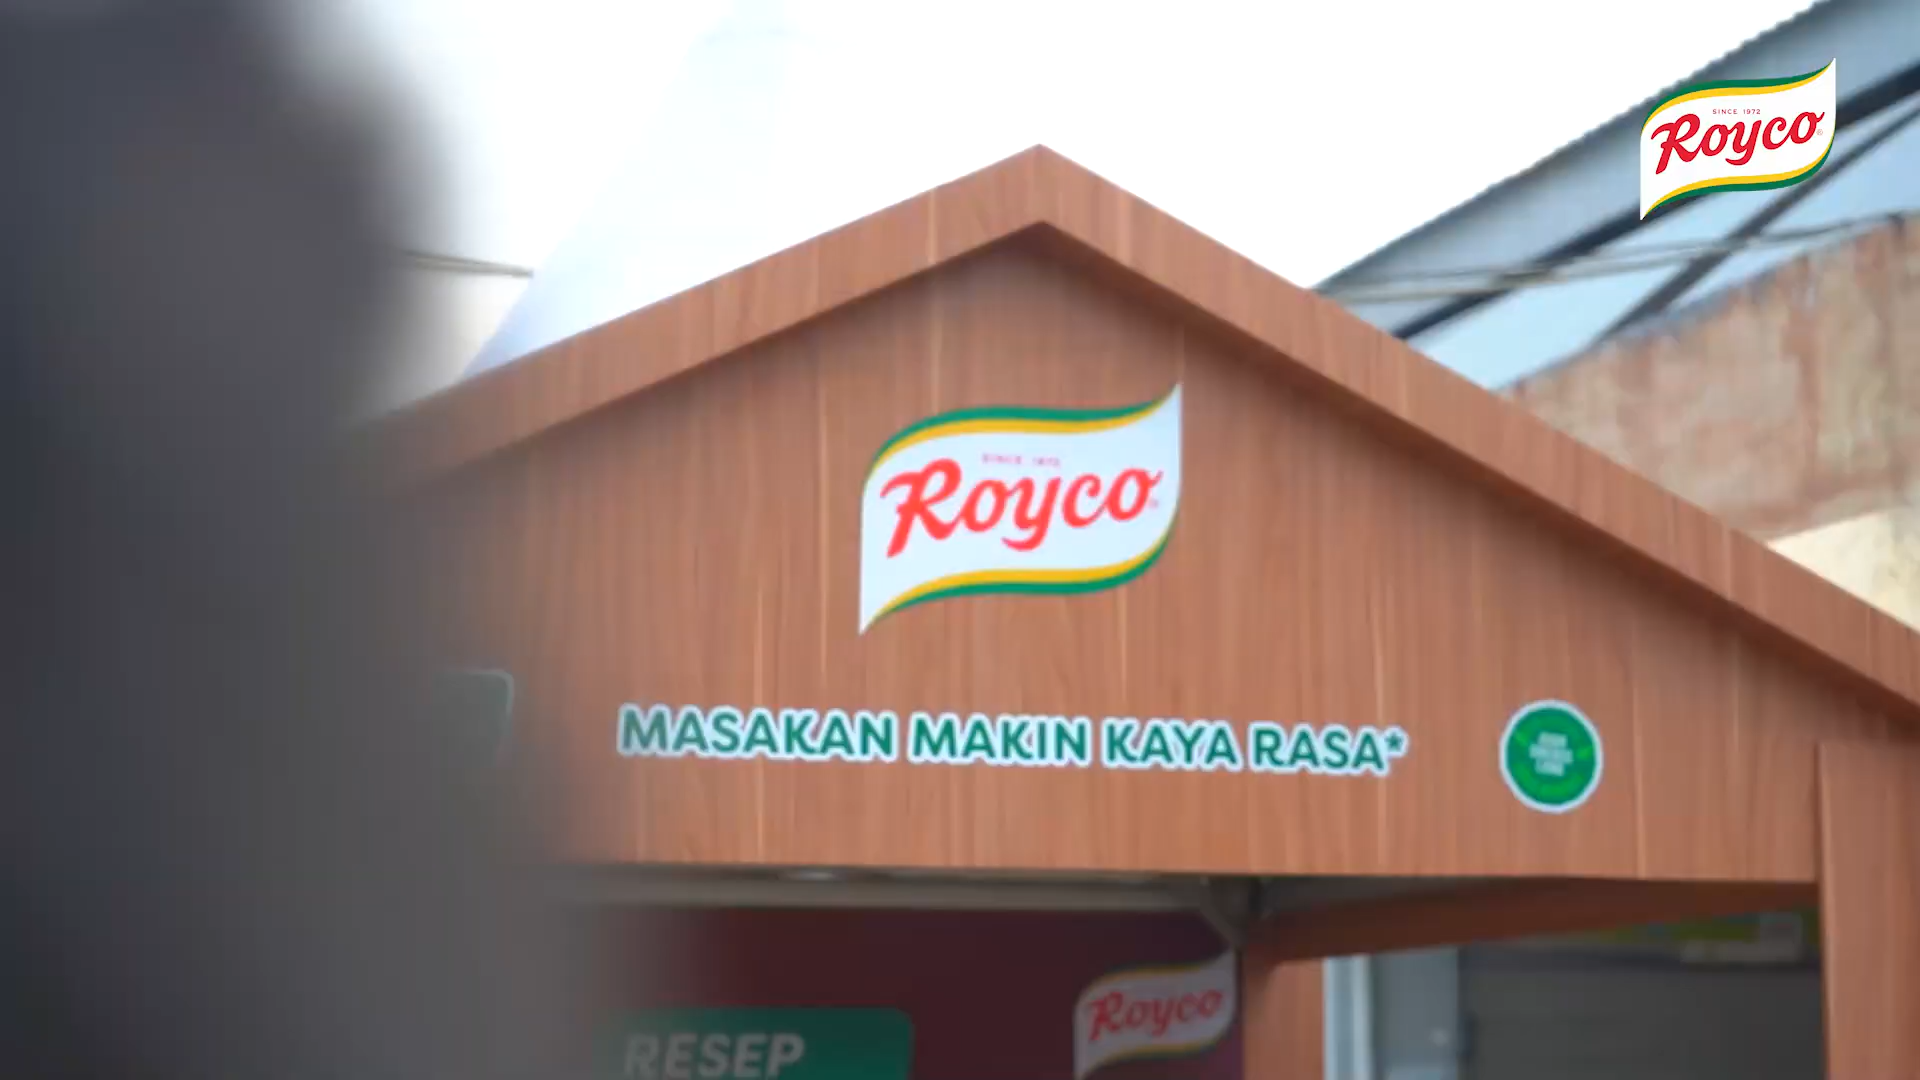 SINCE 1972
Royco
SINCE 1972
Royco
MASAKAN MAKIN KAYA RASA*
Royco
RESEP